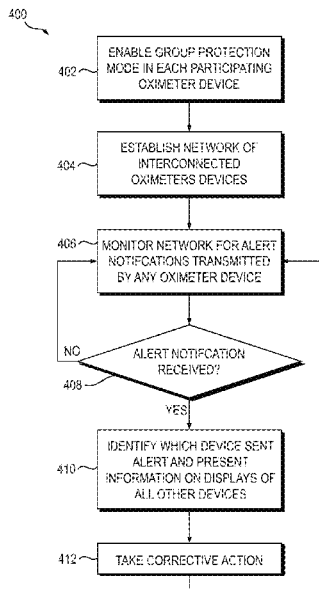 400
ENABLE GROUP PROTECTION
MODE IN EACH PARTICIPATING
OXIMETER DEVICE
402
ESTABLISH NETWORK OF
INTERCONNECTED
OXIMETERS DEVICES
404
406
MONITOR NETWORK FOR ALERT
NOTIFCATIONS TRANSMITTED
BY ANY OXIMETER DEVICE
NO
ALERT NOTIFCATION
RECEIVED?
408
YES
IDENTIFY WHICH DEVICE SENT
ALERT AND PRESENT
INFORMATION ON DISPLAYS OF
ALL OTHER DEVICES
410
412
TAKE CORRECTIVE ACTION